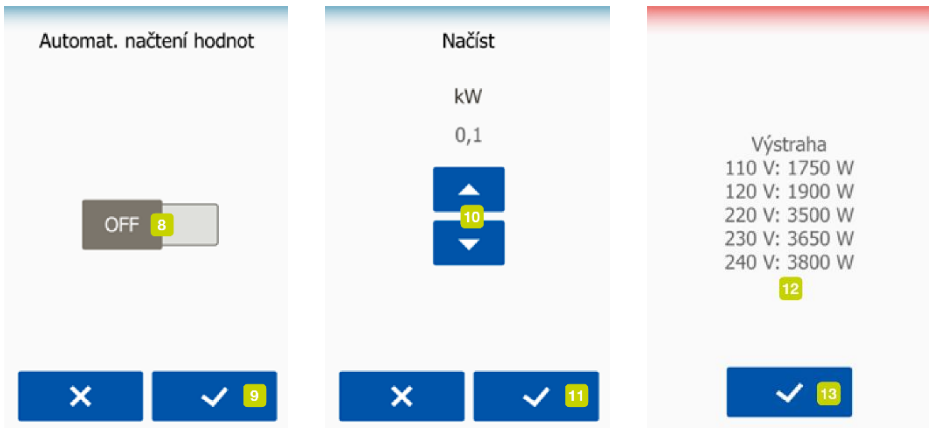 Automat. načtení hodnot
OFF
8
9
Načíst
kW
0,1
10
11
Výstraha
110 V: 1750 W
120 V: 1900 W
220 V: 3500 W
230 V: 3650 W
240 V: 3800 W
12
13